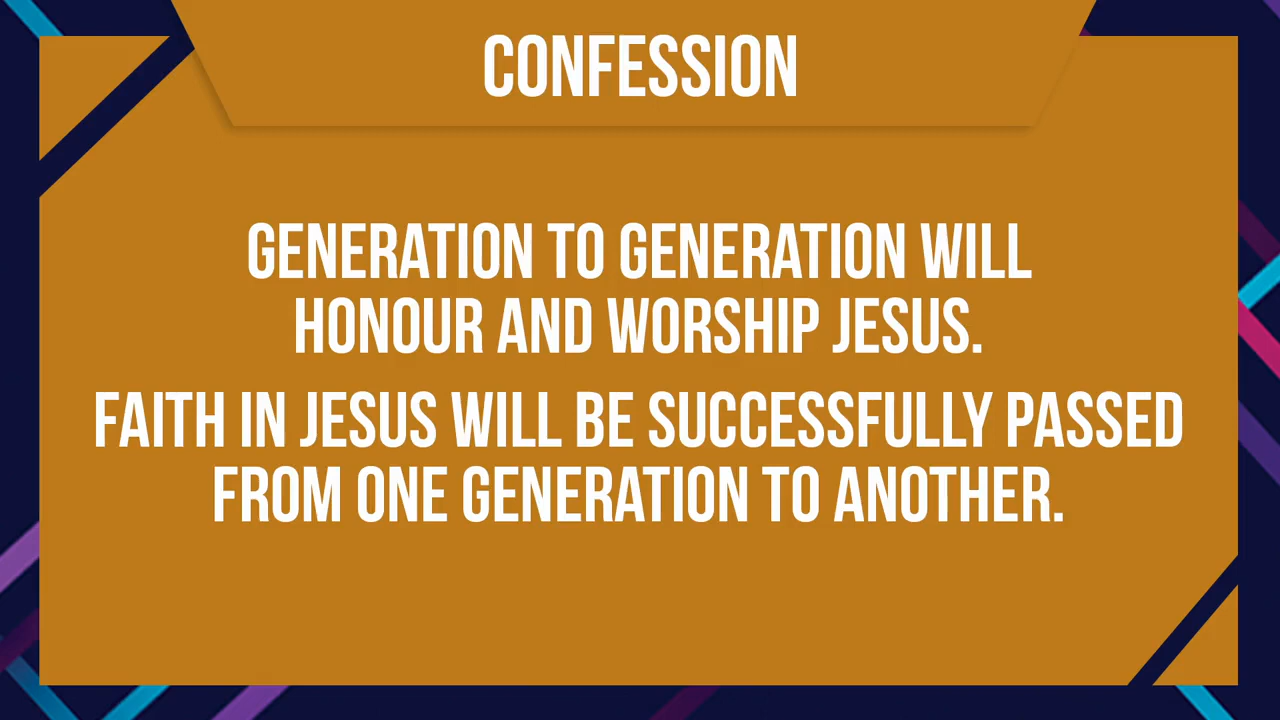 CONFESSION
GENERATION TO GENERATION WILL
HONOUR AND WORSHIP JESUS.
FAITH IN JESUS WILL BE SUCCESSFULLY PASSED
FROM ONE GENERATION TO ANOTHER.